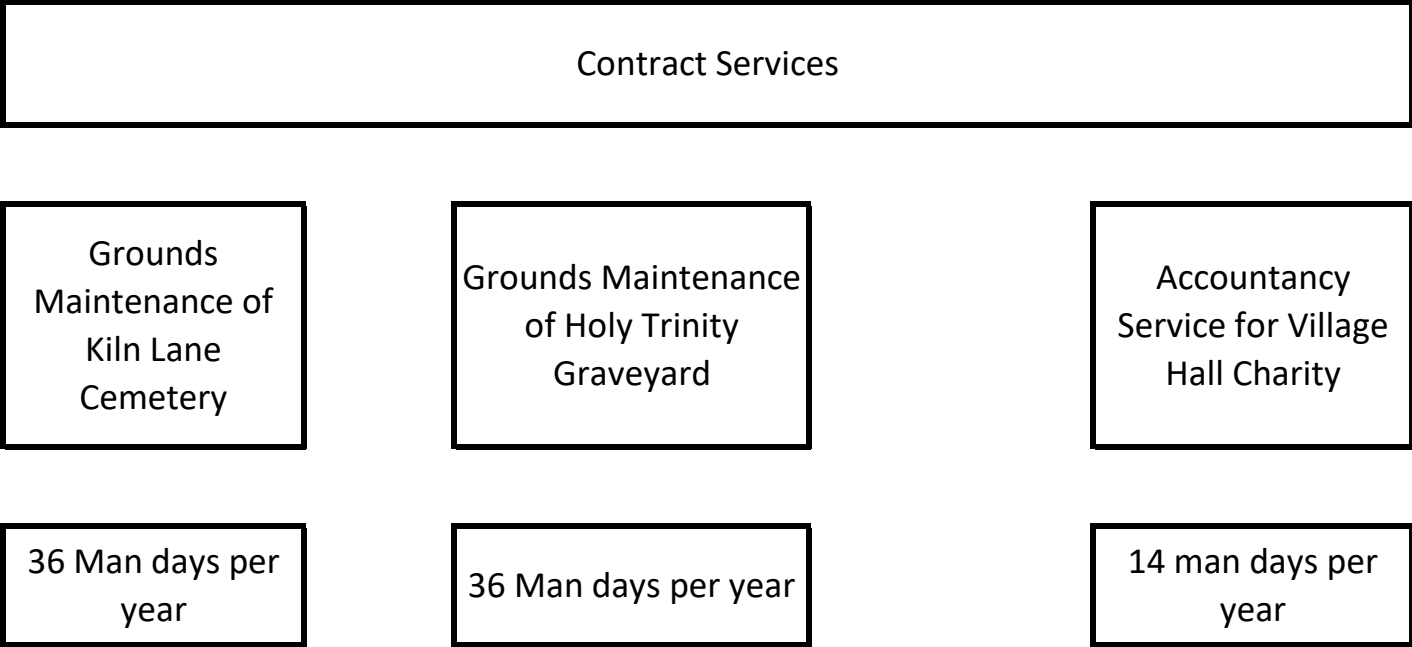 Contract Services
Grounds
Maintenance of
Kiln Lane
Cemetery
Grounds Maintenance
of Holy Trinity
Graveyard
Accountancy
Service for Village
Hall Charity
36 Man days per
year
36 Man days per year
14 man days per
year